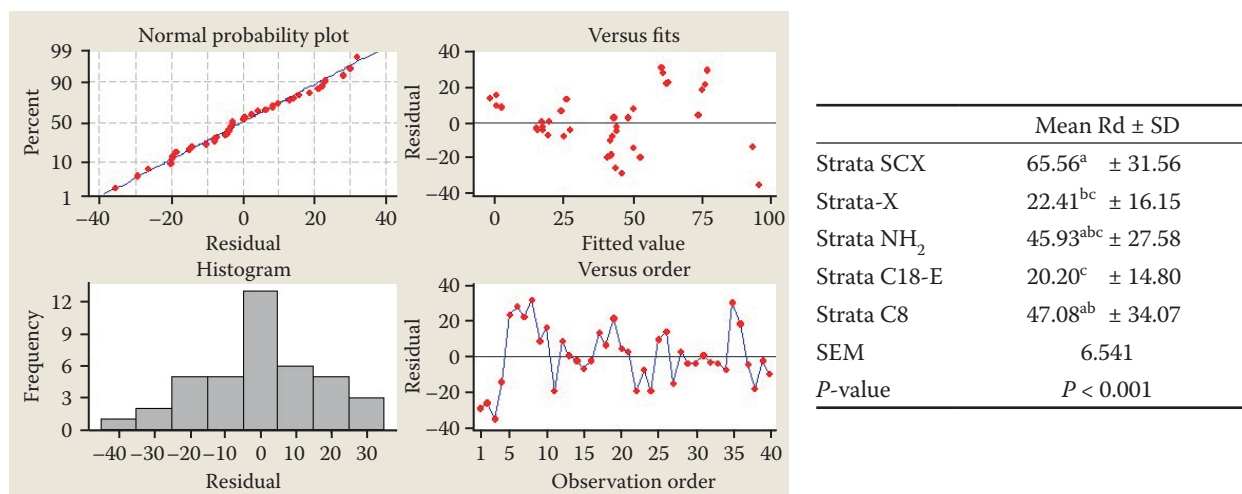 Normal probability plot
99
90
50
10
1
Percent
−40 −20 0 20 40
Residual
Versus fits
40
20
0
−20
−40
Residual
0 25 50 75 100
Fitted value
Histogram
12
9
6
3
0
Frequency
−40 −30 −20 −10 0 10 20 30
Residual
Versus order
40
20
0
−20
−40
Residual
1 5 10 15 20 25 30 35 40
Observation order
Mean Rd ± SD
Strata SCX 65.56ᵃ ± 31.56
Strata-X 22.41ᵇᶜ ± 16.15
Strata NH₂ 45.93ᵃᵇᶜ ± 27.58
Strata C18-E 20.20ᶜ ± 14.80
Strata C8 47.08ᵃᵇ ± 34.07
SEM 6.541
P-value P < 0.001